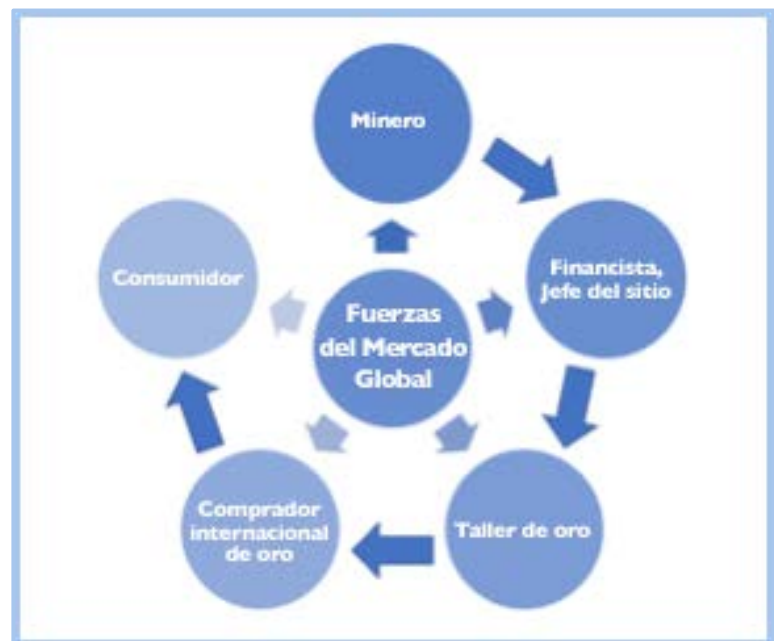 Minero
Financista,
Jefe del sitio
Taller de oro
Comprador
internacional
de oro
Consumidor
Fuerzas
del Mercado
Global